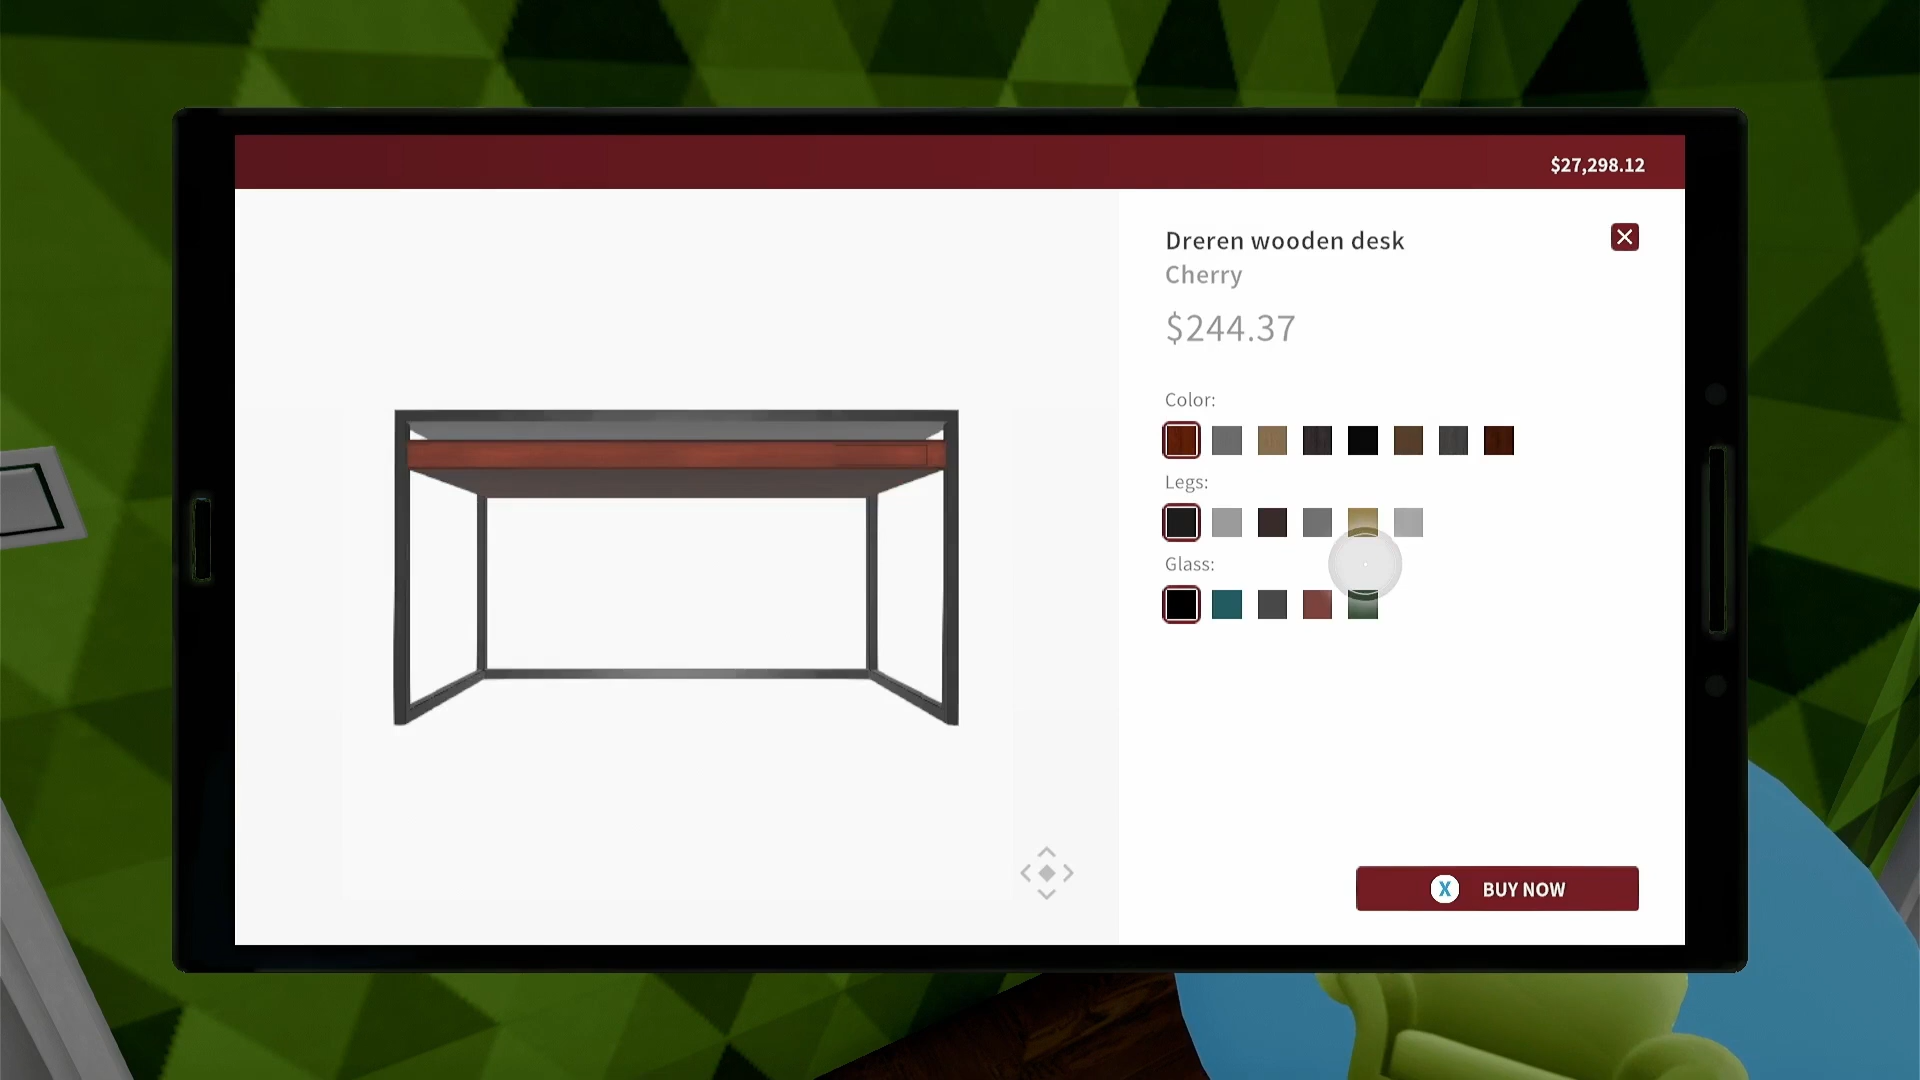 $27,298.12
Dreren wooden desk
Cherry
$244.37
Color:
Legs:
Glass:
X BUY NOW